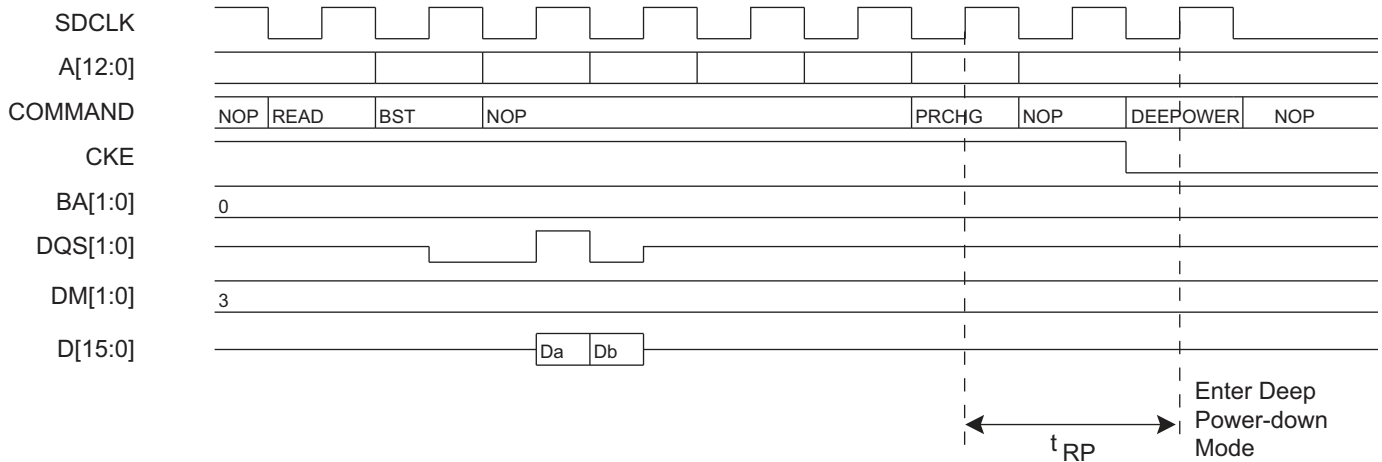 SDCLK
A[12:0]
COMMAND NOP READ BST NOP PRCHG NOP DEEPOWER NOP
CKE
BA[1:0] 0
DQS[1:0]
DM[1:0] 3
D[15:0] Da Db
t RP
Enter Deep
Power-down
Mode